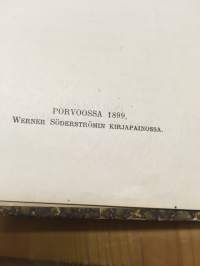 PORVOOSSA 1899,
WERNER SÖDERSTRÖMIN KIRJAPAINOSSA.